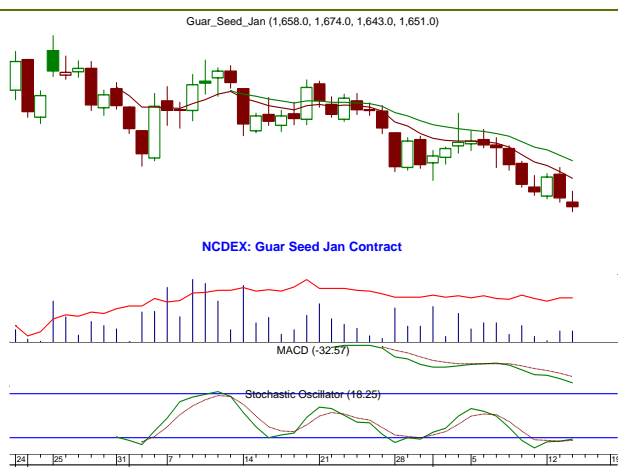 Guar_Seed_Jan (1,658.0, 1,674.0, 1,643.0, 1,651.0)
NCDEX: Guar Seed Jan Contract
MACD (-32.57)
Stochastic Oscillator (18.25)
24 25 31 7 14 21 28 5 12 19